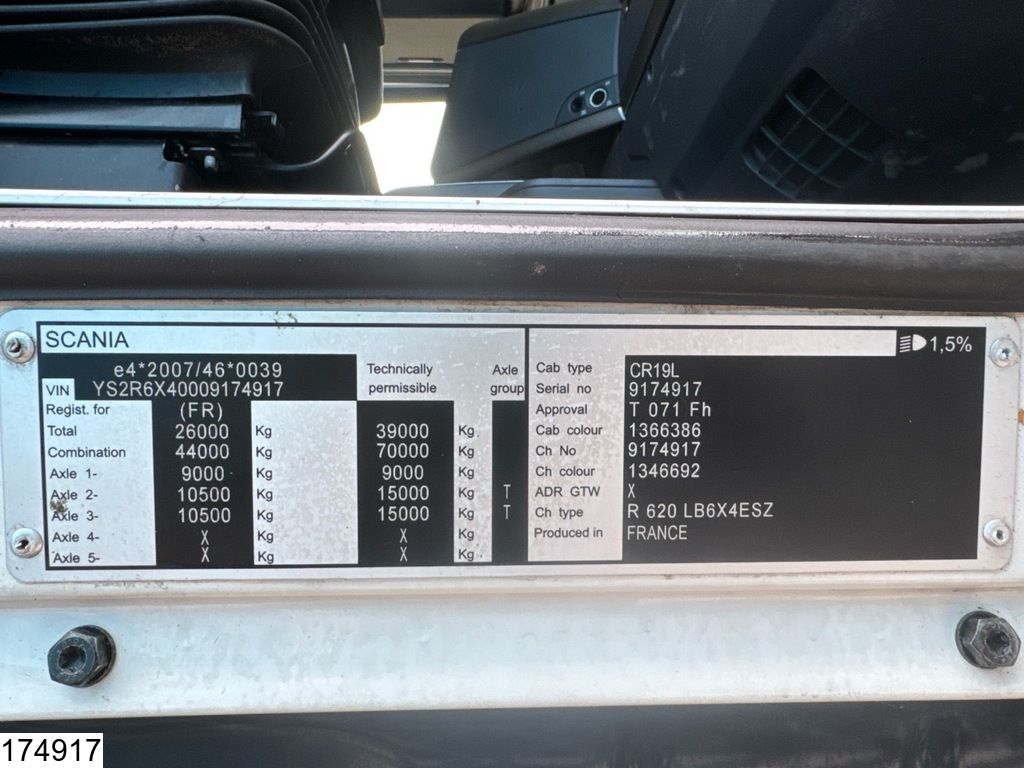 SCANIA
1,5%
e4*2007/46*0039
VIN YS2R6X40009174917
Technically permissible
Axle group
Regist. for (FR)
Total 26000 Kg 39000 Kg
Combination 44000 Kg 70000 Kg
Axle 1- 9000 Kg 9000 Kg
Axle 2- 10500 Kg 15000 Kg T
Axle 3- 10500 Kg 15000 Kg T
Axle 4- X Kg X Kg
Axle 5- X Kg X Kg
Cab type CR19L
Serial no 9174917
Approval T 071 Fh
Cab colour 1366386
Ch No 9174917
Ch colour 1346692
ADR GTW X
Ch type R 620 LB6X4ESZ
Produced in FRANCE
174917